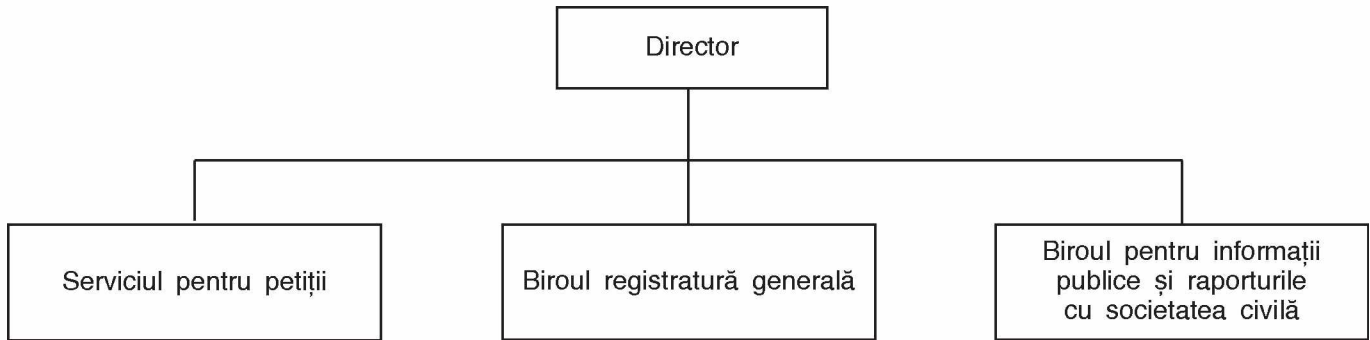 Director
Serviciul pentru petiții
Biroul registratură generală
Biroul pentru informații
publice și raporturile
cu societatea civilă